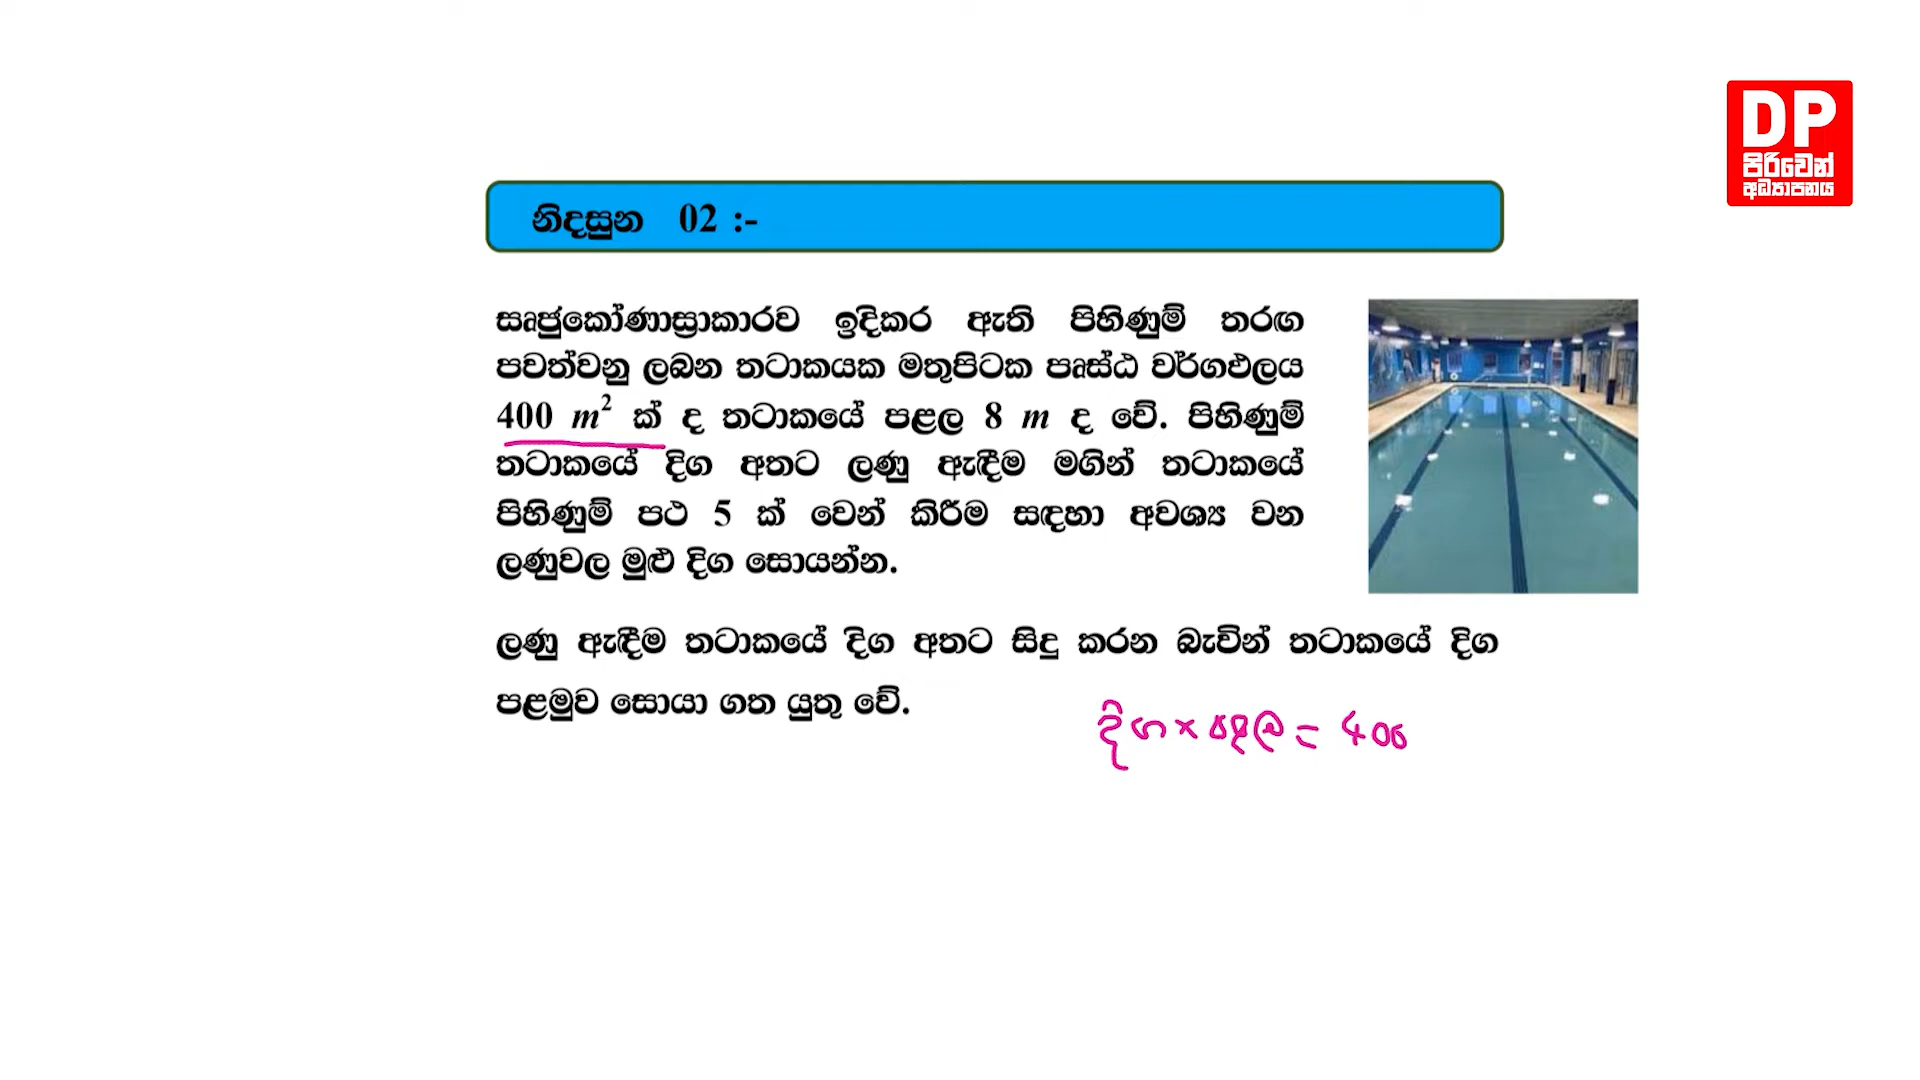 DP
පිරිවෙන්
අධ්‍යාපනය
නිදසුන 02 :-
සෘජුකෝණාස්‍රාකාරව ඉදිකර ඇති පිහිණුම් තරඟ
පවත්වනු ලබන තටාකයක මතුපිටක පෘෂ්ඨ වර්ගඵලය
400 m² ක් ද තටාකයේ පළල 8 m ද වේ. පිහිණුම්
තටාකයේ දිග අතට ලණු ඇඳීම මගින් තටාකයේ
පිහිණුම් පථ 5 ක් වෙන් කිරීම සඳහා අවශ්‍ය වන
ලණුවල මුළු දිග සොයන්න.
ලණු ඇඳීම තටාකයේ දිග අතට සිදු කරන බැවින් තටාකයේ දිග
පළමුව සොයා ගත යුතු වේ.
දිග × පළල = 400